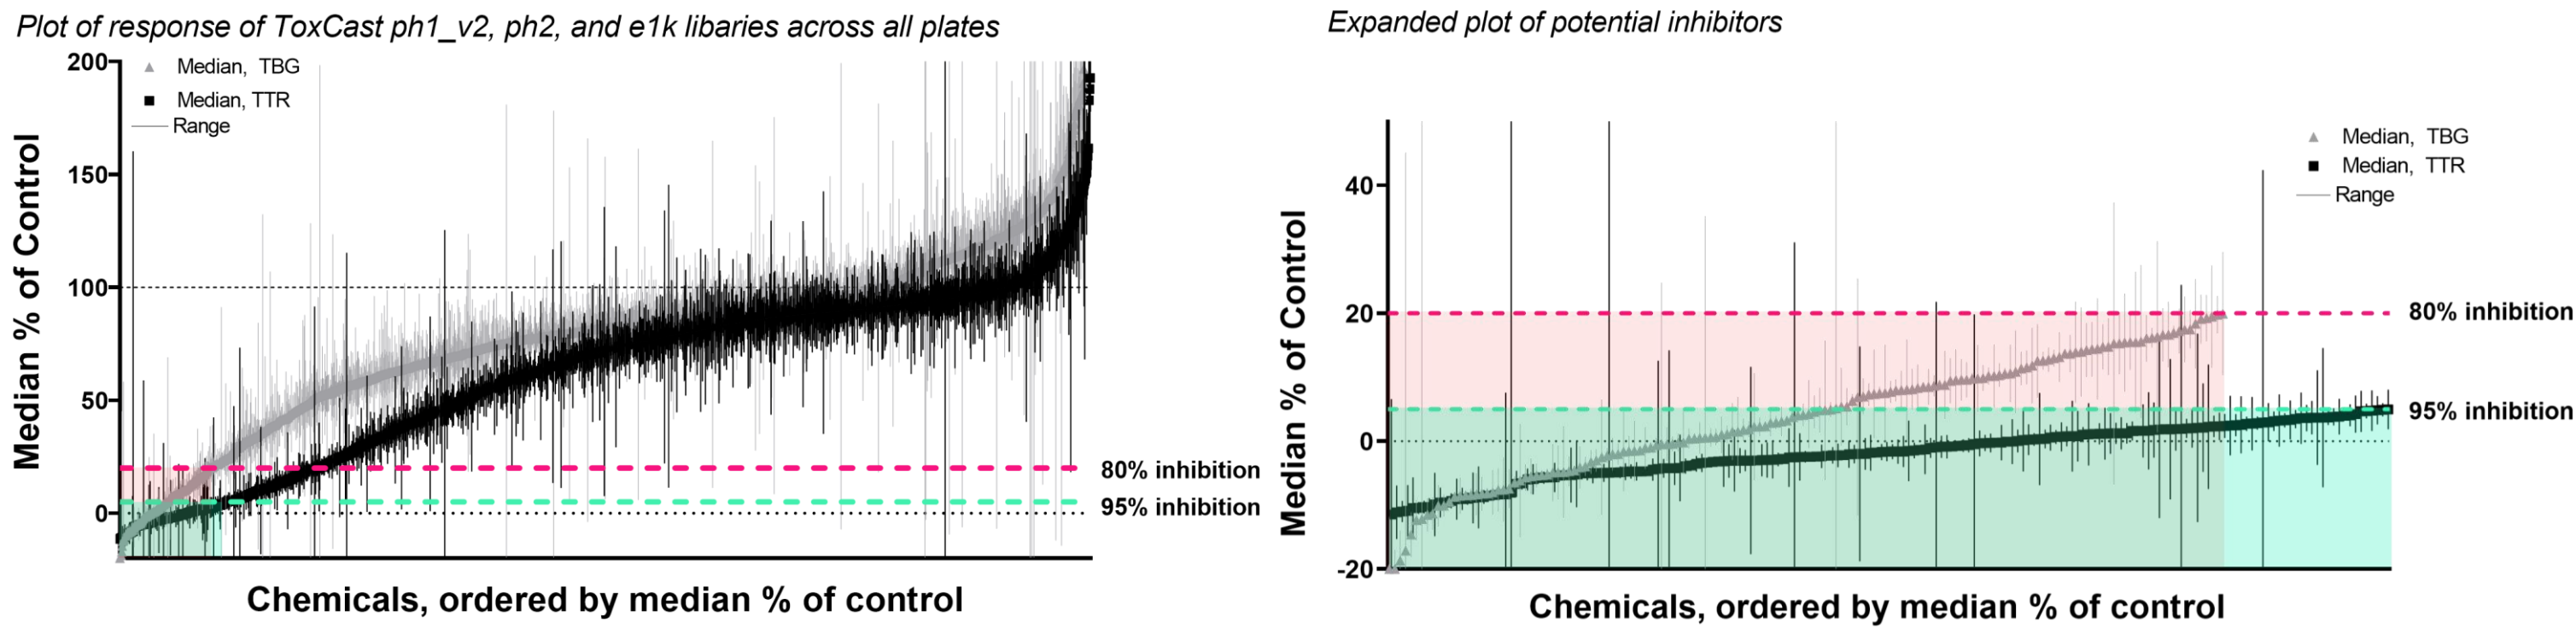 Plot of response of ToxCast ph1_v2, ph2, and e1k libaries across all plates
Median % of Control
200
150
100
50
0
Median, TBG
Median, TTR
Range
80% inhibition
95% inhibition
Chemicals, ordered by median % of control
Expanded plot of potential inhibitors
Median % of Control
40
20
0
-20
Median, TBG
Median, TTR
Range
80% inhibition
95% inhibition
Chemicals, ordered by median % of control